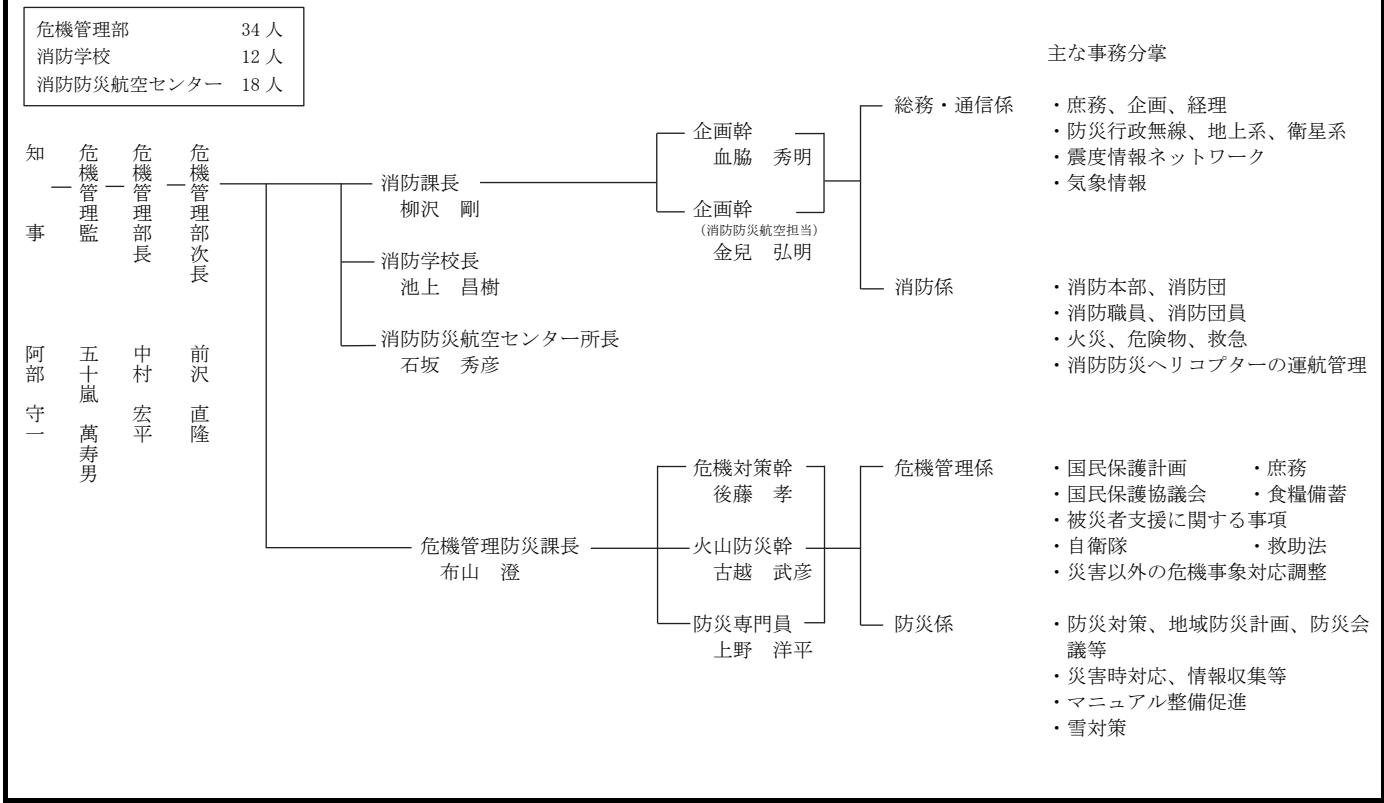 危機管理部 34 人
消防学校 12 人
消防防災航空センター 18 人
知事 阿部 守一
危機管理監 五十嵐 萬寿男
危機管理部長 中村 宏平
危機管理部次長 前沢 直隆
消防課長
柳沢 剛
消防学校長
池上 昌樹
消防防災航空センター所長
石坂 秀彦
企画幹
血脇 秀明
企画幹
(消防防災航空担当)
金兒 弘明
主な事務分掌
総務・通信係
・庶務、企画、経理
・防災行政無線、地上系、衛星系
・震度情報ネットワーク
・気象情報
消防係
・消防本部、消防団
・消防職員、消防団員
・火災、危険物、救急
・消防防災ヘリコプターの運航管理
危機管理防災課長
布山 澄
危機対策幹
後藤 孝
火山防災幹
古越 武彦
防災専門員
上野 洋平
危機管理係
・国民保護計画 ・庶務
・国民保護協議会 ・食糧備蓄
・被災者支援に関する事項
・自衛隊 ・救助法
・災害以外の危機事象対応調整
防災係
・防災対策、地域防災計画、防災会
議等
・災害時対応、情報収集等
・マニュアル整備促進
・雪対策